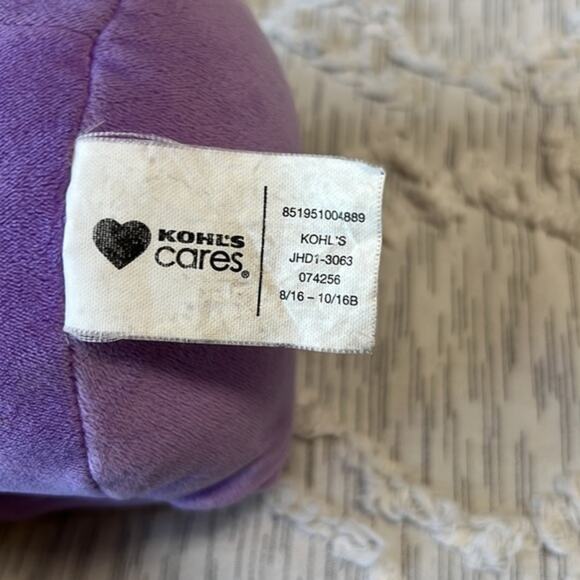 KOHL'S
cares®
851951004889
KOHL'S
JHD1-3063
074256
8/16 – 10/16B